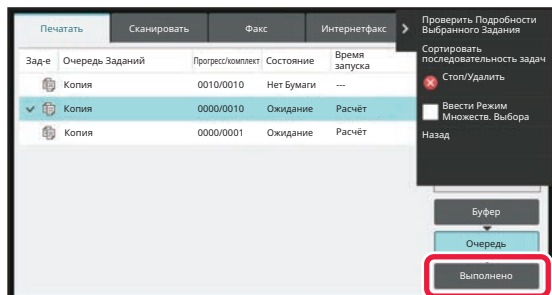 Печатать
Сканировать
Факс
Интернетфакс
Зад-е
Очередь Заданий
Прогресс/комплект
Состояние
Время
запуска
Копия
0010/0010
Нет Бумаги
---
Копия
0000/0010
Ожидание
Расчёт
Копия
0000/0001
Ожидание
Расчёт
Проверить Подробности
Выбранного Задания
Сортировать
последовательность задач
Стоп/Удалить
Ввести Режим
Множеств. Выбора
Назад
Буфер
Очередь
Выполнено